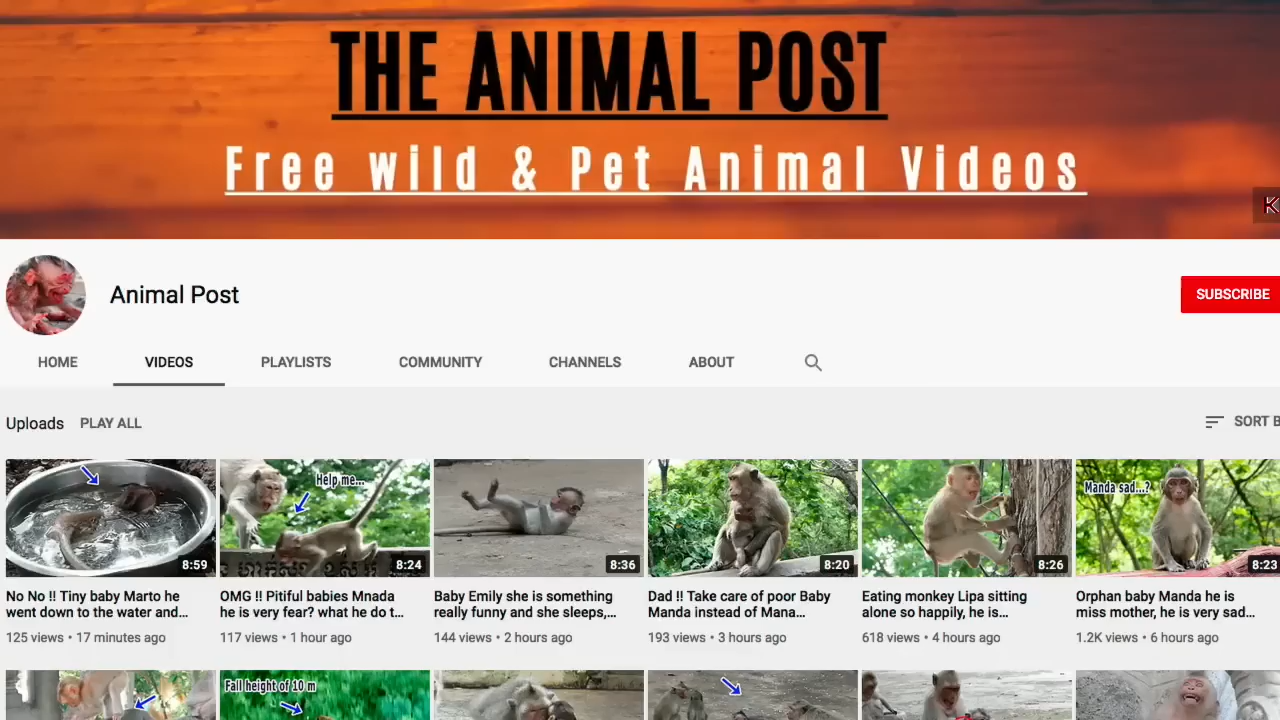 THE ANIMAL POST
Free wild & Pet Animal Videos
K
Animal Post
SUBSCRIBE
HOME
VIDEOS
PLAYLISTS
COMMUNITY
CHANNELS
ABOUT
Uploads
PLAY ALL
SORT B
8:59
Help me...
8:24
8:36
8:20
8:26
Manda sad...?
8:23
No No !! Tiny baby Marto he
went down to the water and...
125 views • 17 minutes ago
OMG !! Pitiful babies Mnada
he is very fear? what he do t...
117 views • 1 hour ago
Baby Emily she is something
really funny and she sleeps,...
144 views • 2 hours ago
Dad !! Take care of poor Baby
Manda instead of Mana...
193 views • 3 hours ago
Eating monkey Lipa sitting
alone so happily, he is...
618 views • 4 hours ago
Orphan baby Manda he is
miss mother, he is very sad...
1.2K views • 6 hours ago
Fall height of 10 m